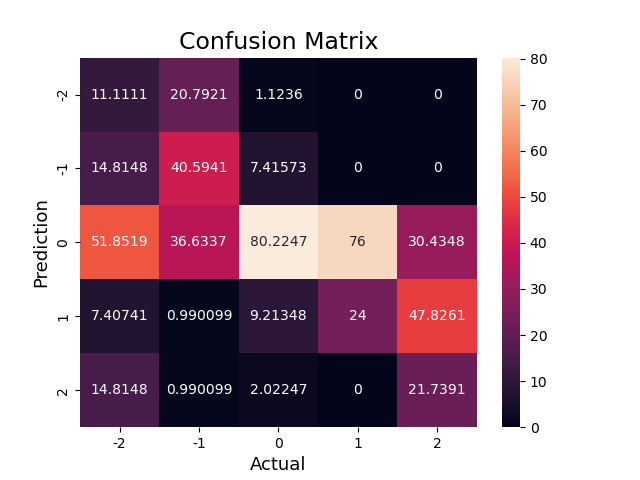 Confusion Matrix
-2 11.1111 20.7921 1.1236 0 0
-1 14.8148 40.5941 7.41573 0 0
0 51.8519 36.6337 80.2247 76 30.4348
1 7.40741 0.990099 9.21348 24 47.8261
2 14.8148 0.990099 2.02247 0 21.7391
-2 -1 0 1 2
Prediction
Actual
80
70
60
50
40
30
20
10
0